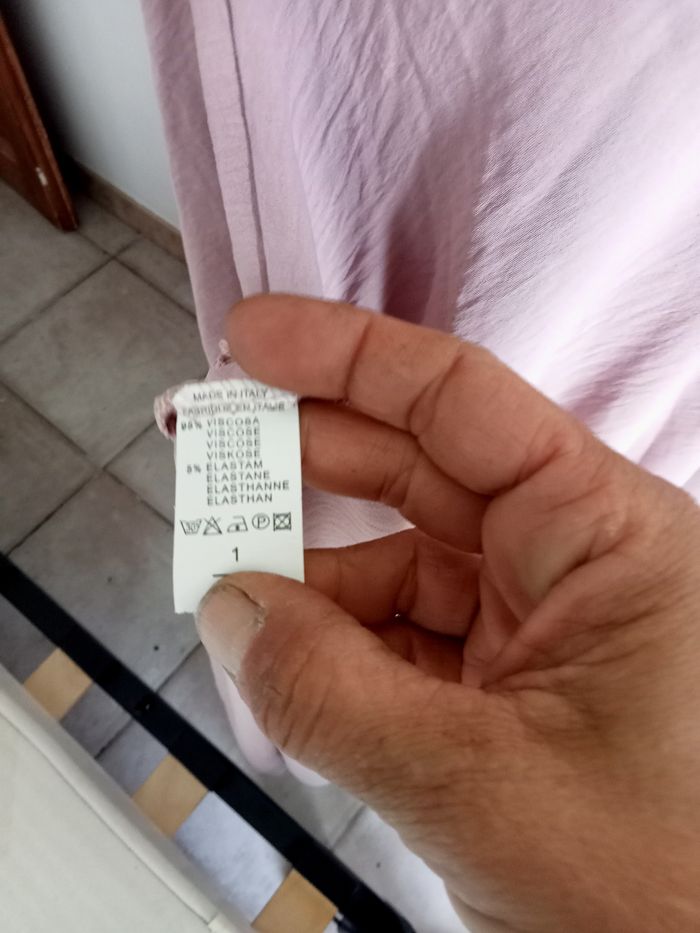 MADE IN ITALY
FABRIQUE EN ITALIE
95% VISCOSA
VISCOSE
VISCOSE
VISKOSE
5% ELASTAM
ELASTANE
ELASTHANNE
ELASTHAN
30 P
1